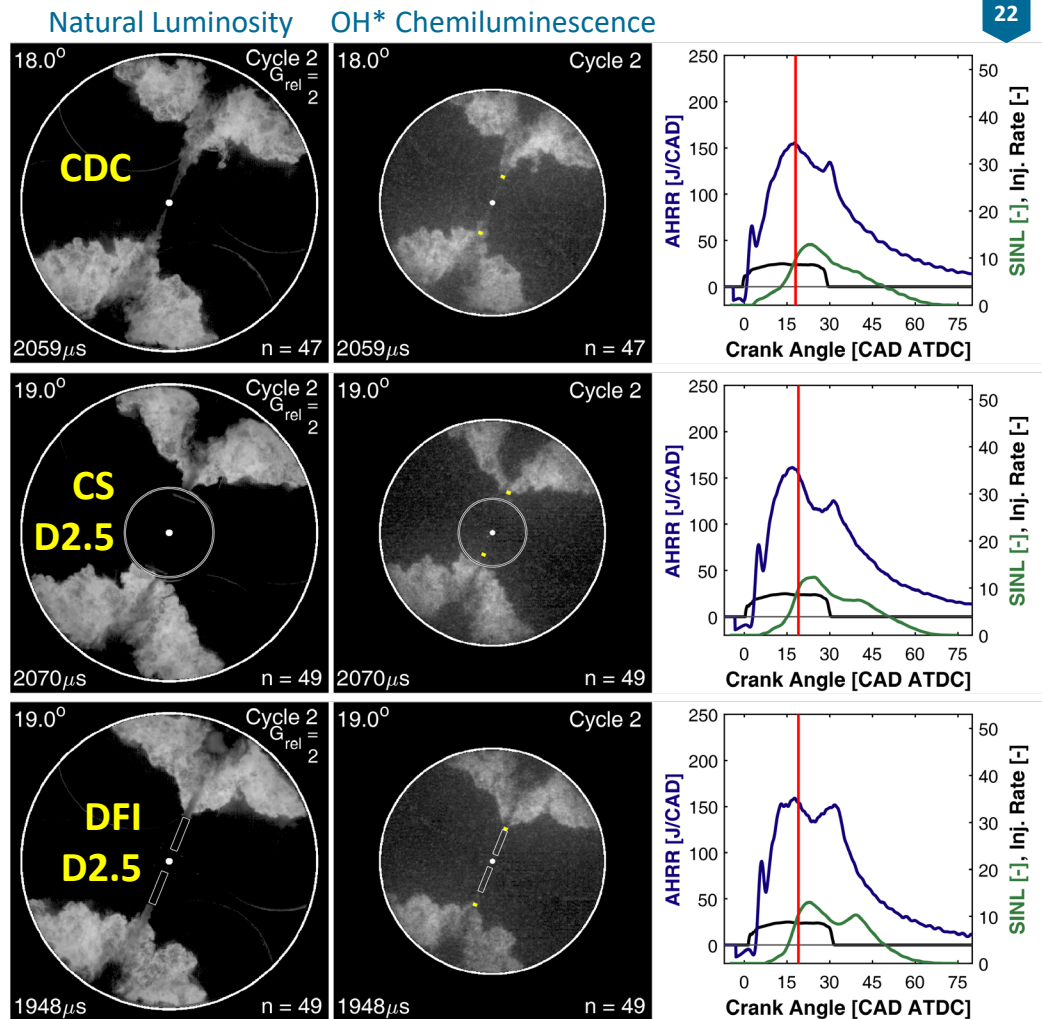 Natural Luminosity
OH* Chemiluminescence
22
18.0°
Cycle 2
G_rel =
2
CDC
2059μs
n = 47
18.0°
Cycle 2
2059μs
n = 47
250
200
150
100
50
0
AHRR [J/CAD]
50
40
30
20
10
0
SINL [-], Inj. Rate [-]
0 15 30 45 60 75
Crank Angle [CAD ATDC]
19.0°
Cycle 2
G_rel =
2
CS
D2.5
2070μs
n = 49
19.0°
Cycle 2
2070μs
n = 49
250
200
150
100
50
0
AHRR [J/CAD]
50
40
30
20
10
0
SINL [-], Inj. Rate [-]
0 15 30 45 60 75
Crank Angle [CAD ATDC]
19.0°
Cycle 2
G_rel =
2
DFI
D2.5
1948μs
n = 49
19.0°
Cycle 2
1948μs
n = 49
250
200
150
100
50
0
AHRR [J/CAD]
50
40
30
20
10
0
SINL [-], Inj. Rate [-]
0 15 30 45 60 75
Crank Angle [CAD ATDC]